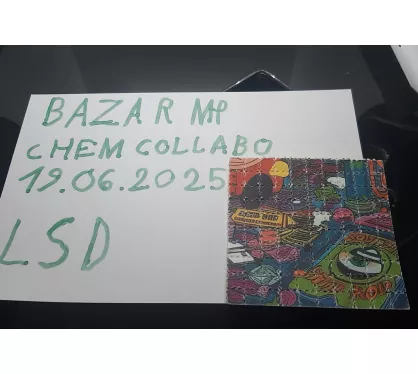 BAZAR MP
CHEM COLLABO
19.06.2025
LSD